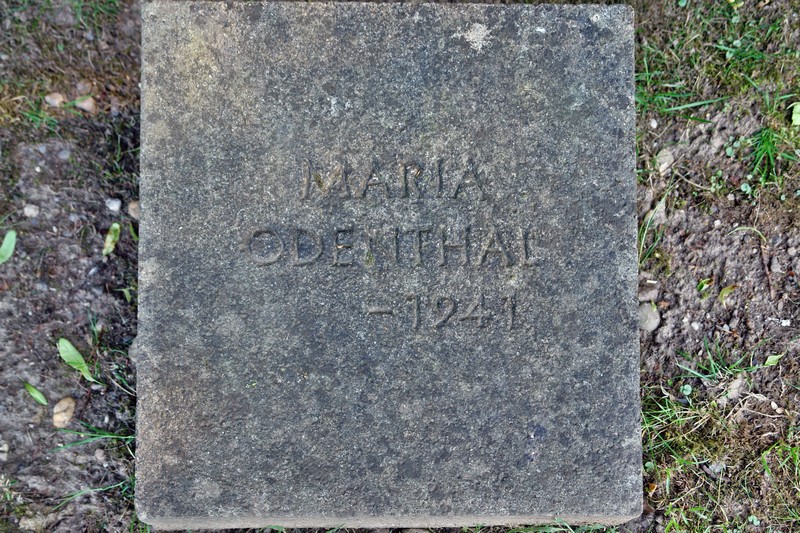 MARIA
ODENTHAL
– 1941